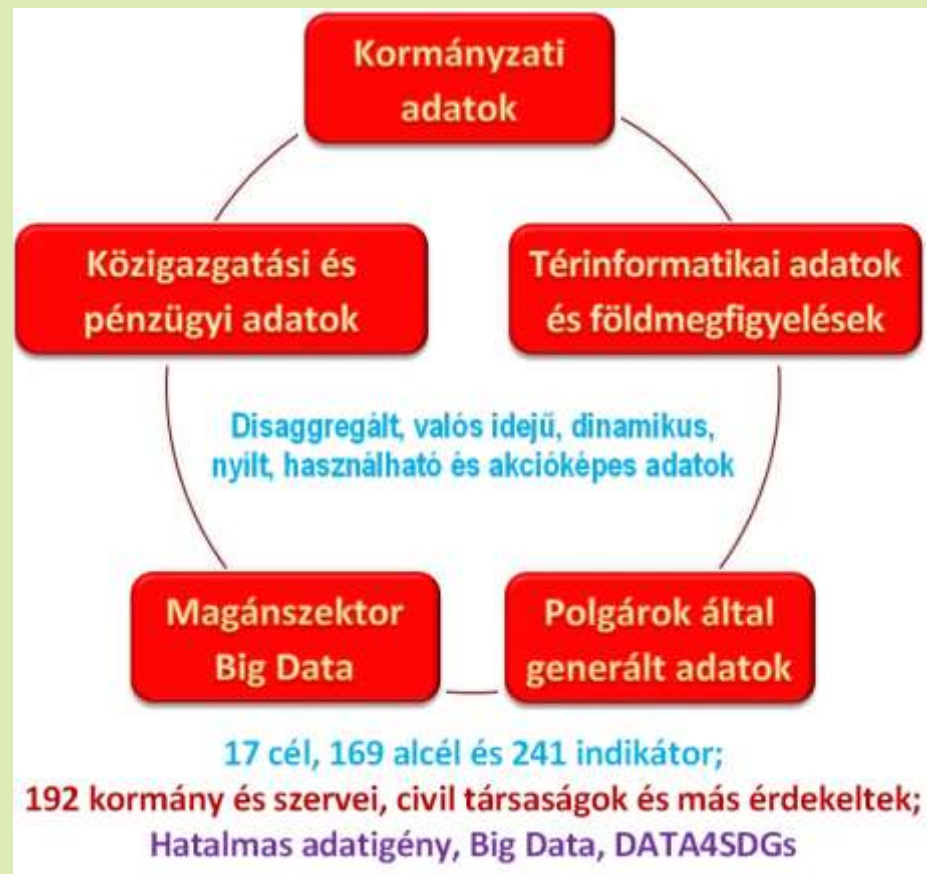 Kormányzati
adatok
Közigazgatási és
pénzügyi adatok
Térinformatikai adatok
és földmegfigyelések
Disaggregált, valós idejű, dinamikus,
nyílt, használható és akcióképes adatok
Magánszektor
Big Data
Polgárok által
generált adatok
17 cél, 169 alcél és 241 indikátor;
192 kormány és szervei, civil társaságok és más érdekeltek;
Hatalmas adatigény, Big Data, DATA4SDGs